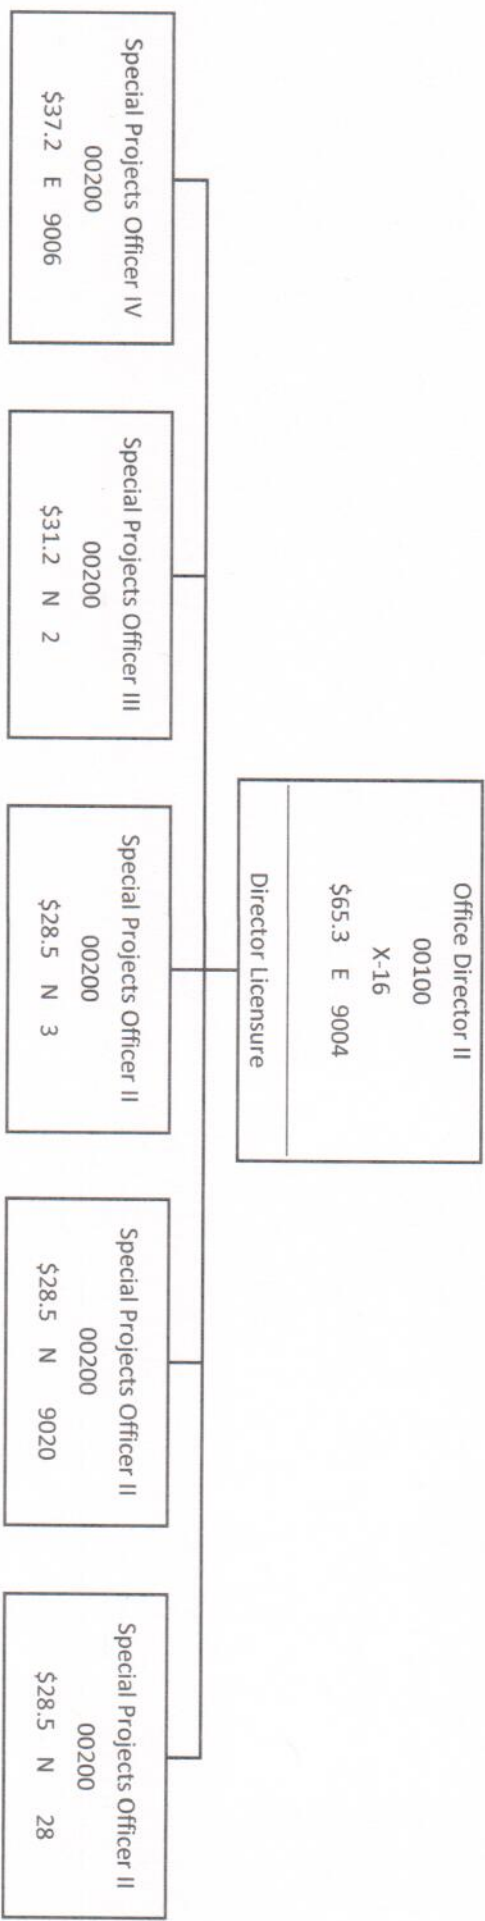 Office Director II
00100
X-16
$65.3 E 9004
Director Licensure
Special Projects Officer IV
00200
$37.2 E 9006
Special Projects Officer III
00200
$31.2 N 2
Special Projects Officer II
00200
$28.5 N 3
Special Projects Officer II
00200
$28.5 N 9020
Special Projects Officer II
00200
$28.5 N 28